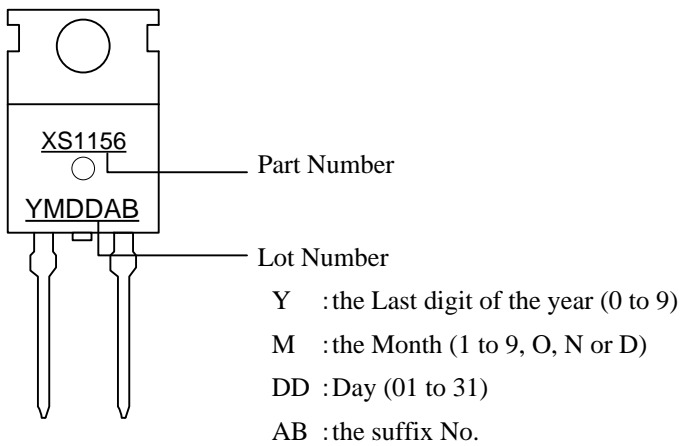 XS1156
Part Number
YMDDAB
Lot Number
Y : the Last digit of the year (0 to 9)
M : the Month (1 to 9, O, N or D)
DD : Day (01 to 31)
AB : the suffix No.